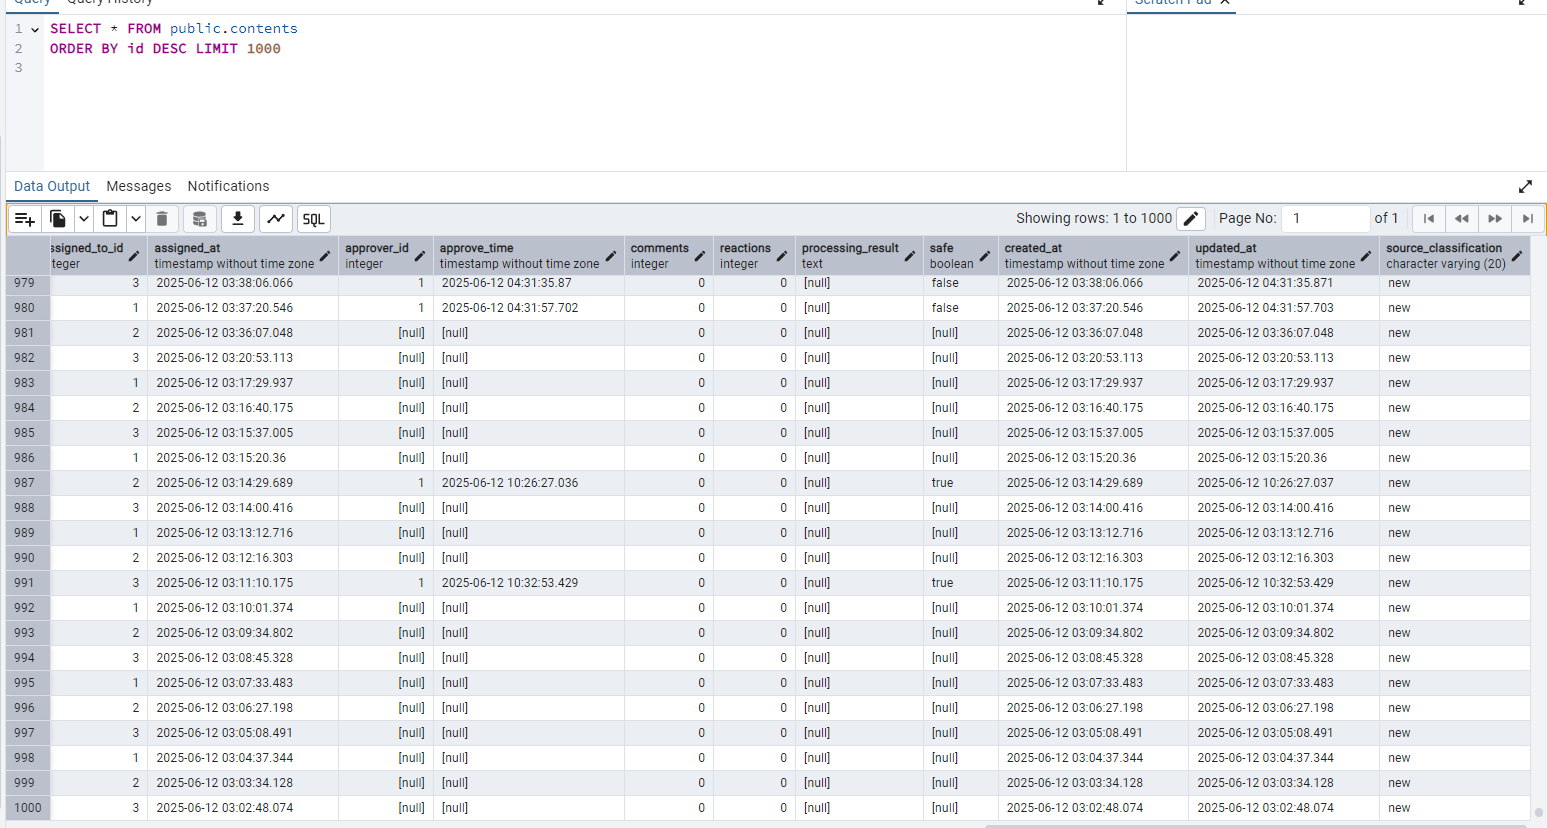 Query Query History Scratch Pad
1 SELECT * FROM public.contents
2 ORDER BY id DESC LIMIT 1000
3
Data Output Messages Notifications
SQL Showing rows: 1 to 1000 Page No: 1 of 1
ssigned_to_id assigned_at approver_id approve_time comments reactions processing_result safe created_at updated_at source_classification
teger timestamp without time zone integer timestamp without time zone integer integer text boolean timestamp without time zone timestamp without time zone character varying (20)
979 3 2025-06-12 03:38:06.066 1 2025-06-12 04:31:35.87 0 0 [null] false 2025-06-12 03:38:06.066 2025-06-12 04:31:35.871 new
980 1 2025-06-12 03:37:20.546 1 2025-06-12 04:31:57.702 0 0 [null] false 2025-06-12 03:37:20.546 2025-06-12 04:31:57.703 new
981 2 2025-06-12 03:36:07.048 [null] [null] 0 0 [null] [null] 2025-06-12 03:36:07.048 2025-06-12 03:36:07.048 new
982 3 2025-06-12 03:20:53.113 [null] [null] 0 0 [null] [null] 2025-06-12 03:20:53.113 2025-06-12 03:20:53.113 new
983 1 2025-06-12 03:17:29.937 [null] [null] 0 0 [null] [null] 2025-06-12 03:17:29.937 2025-06-12 03:17:29.937 new
984 2 2025-06-12 03:16:40.175 [null] [null] 0 0 [null] [null] 2025-06-12 03:16:40.175 2025-06-12 03:16:40.175 new
985 3 2025-06-12 03:15:37.005 [null] [null] 0 0 [null] [null] 2025-06-12 03:15:37.005 2025-06-12 03:15:37.005 new
986 1 2025-06-12 03:15:20.36 [null] [null] 0 0 [null] [null] 2025-06-12 03:15:20.36 2025-06-12 03:15:20.36 new
987 2 2025-06-12 03:14:29.689 1 2025-06-12 10:26:27.036 0 0 [null] true 2025-06-12 03:14:29.689 2025-06-12 10:26:27.037 new
988 3 2025-06-12 03:14:00.416 [null] [null] 0 0 [null] [null] 2025-06-12 03:14:00.416 2025-06-12 03:14:00.416 new
989 1 2025-06-12 03:13:12.716 [null] [null] 0 0 [null] [null] 2025-06-12 03:13:12.716 2025-06-12 03:13:12.716 new
990 2 2025-06-12 03:12:16.303 [null] [null] 0 0 [null] [null] 2025-06-12 03:12:16.303 2025-06-12 03:12:16.303 new
991 3 2025-06-12 03:11:10.175 1 2025-06-12 10:32:53.429 0 0 [null] true 2025-06-12 03:11:10.175 2025-06-12 10:32:53.429 new
992 1 2025-06-12 03:10:01.374 [null] [null] 0 0 [null] [null] 2025-06-12 03:10:01.374 2025-06-12 03:10:01.374 new
993 2 2025-06-12 03:09:34.802 [null] [null] 0 0 [null] [null] 2025-06-12 03:09:34.802 2025-06-12 03:09:34.802 new
994 3 2025-06-12 03:08:45.328 [null] [null] 0 0 [null] [null] 2025-06-12 03:08:45.328 2025-06-12 03:08:45.328 new
995 1 2025-06-12 03:07:33.483 [null] [null] 0 0 [null] [null] 2025-06-12 03:07:33.483 2025-06-12 03:07:33.483 new
996 2 2025-06-12 03:06:27.198 [null] [null] 0 0 [null] [null] 2025-06-12 03:06:27.198 2025-06-12 03:06:27.198 new
997 3 2025-06-12 03:05:08.491 [null] [null] 0 0 [null] [null] 2025-06-12 03:05:08.491 2025-06-12 03:05:08.491 new
998 1 2025-06-12 03:04:37.344 [null] [null] 0 0 [null] [null] 2025-06-12 03:04:37.344 2025-06-12 03:04:37.344 new
999 2 2025-06-12 03:03:34.128 [null] [null] 0 0 [null] [null] 2025-06-12 03:03:34.128 2025-06-12 03:03:34.128 new
1000 3 2025-06-12 03:02:48.074 [null] [null] 0 0 [null] [null] 2025-06-12 03:02:48.074 2025-06-12 03:02:48.074 new